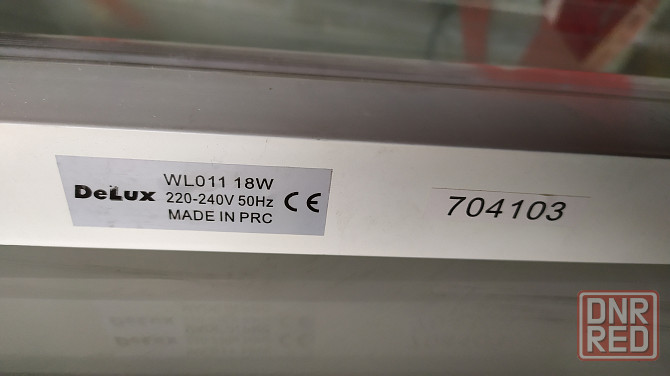 DeLux
WL011 18W
220-240V 50Hz
MADE IN PRC
CE
704103
DNR
RED